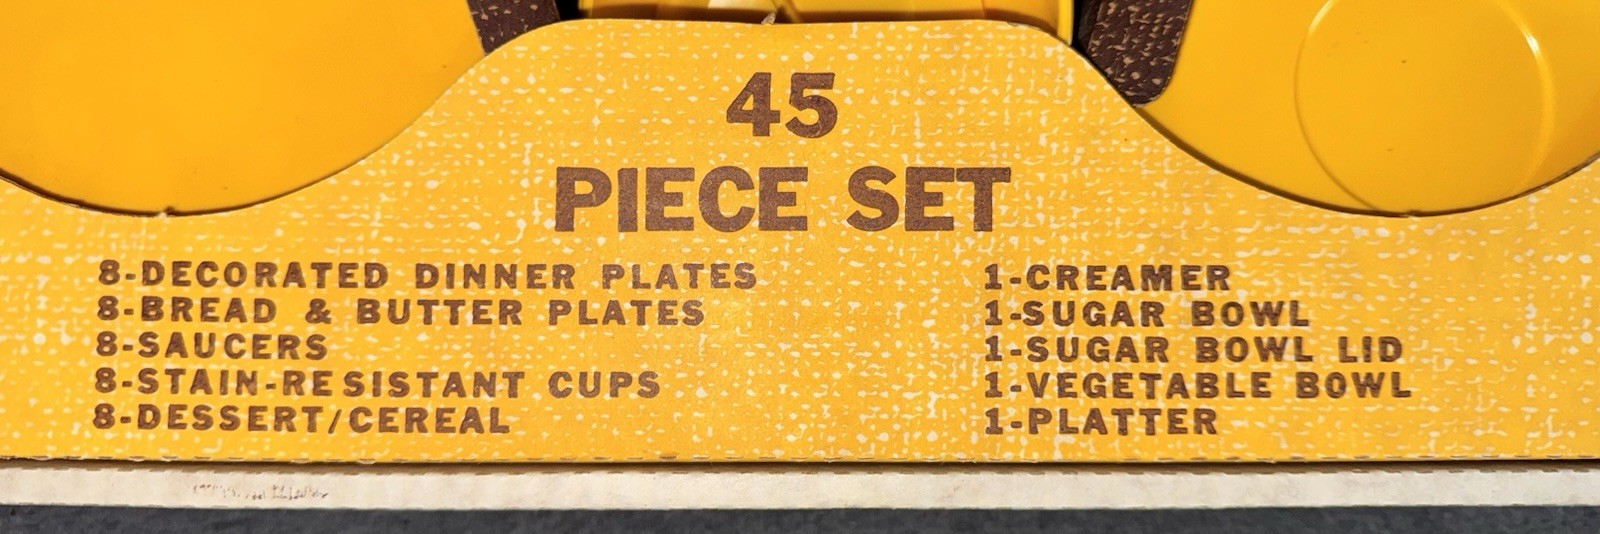 45
PIECE SET
8-DECORATED DINNER PLATES
8-BREAD & BUTTER PLATES
8-SAUCERS
8-STAIN-RESISTANT CUPS
8-DESSERT/CEREAL
1-CREAMER
1-SUGAR BOWL
1-SUGAR BOWL LID
1-VEGETABLE BOWL
1-PLATTER